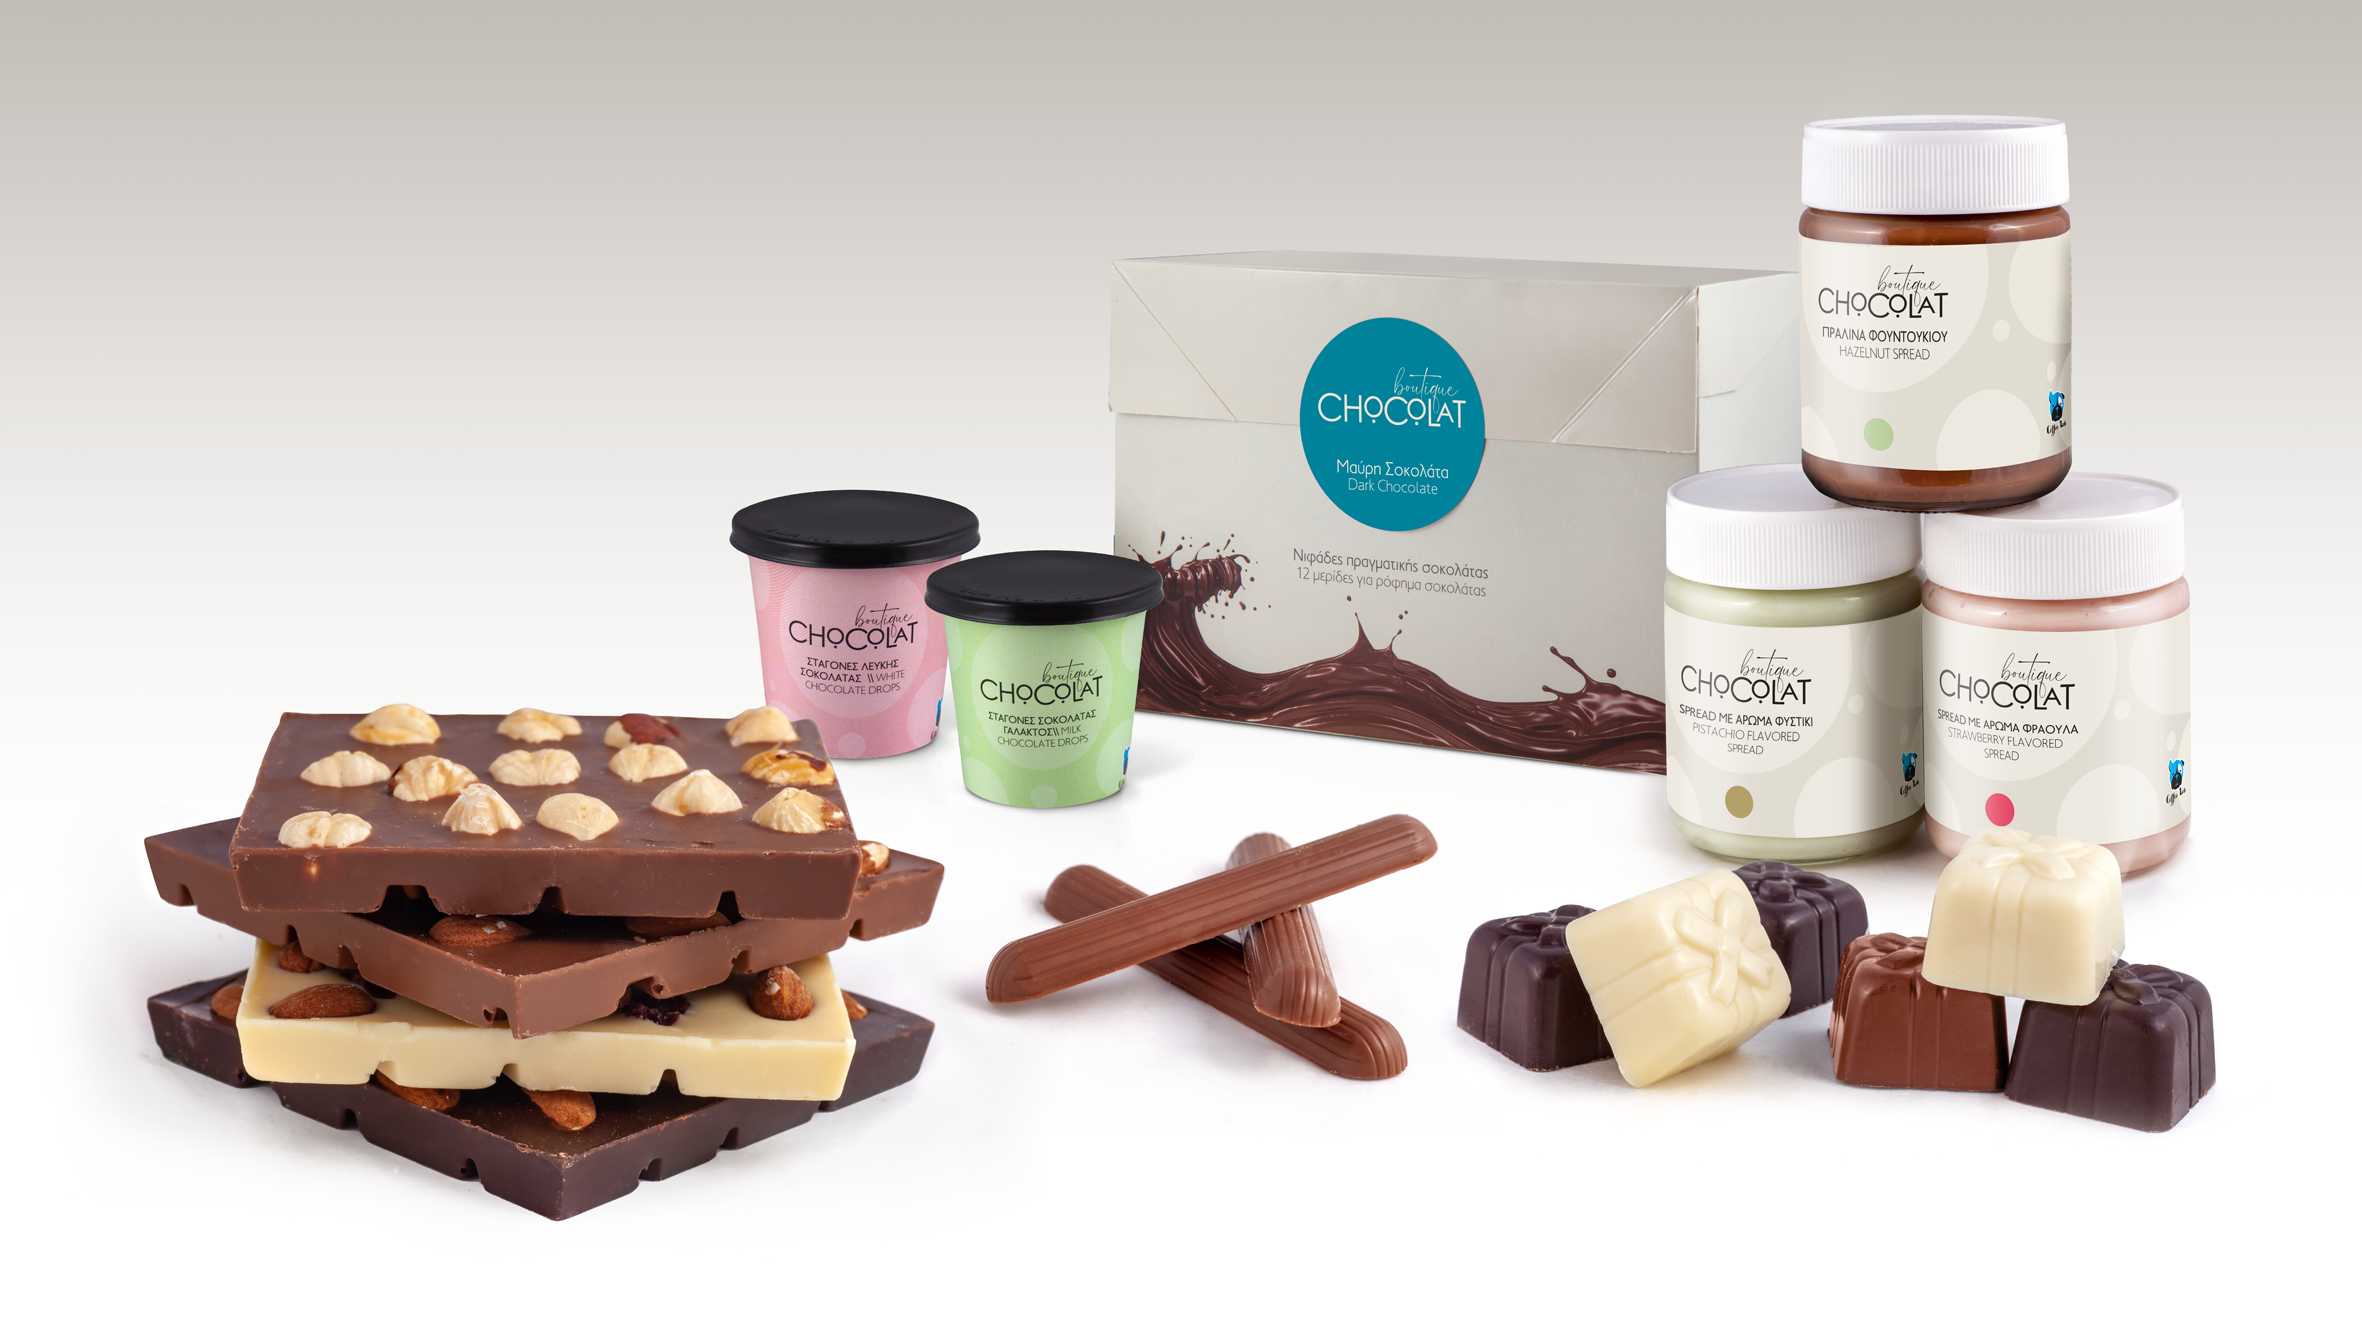 boutique
CHOCOLAT
ΣΤΑΓΟΝΕΣ ΛΕΥΚΗΣ
ΣΟΚΟΛΑΤΑΣ \\ WHITE
CHOCOLATE DROPS
boutique
CHOCOLAT
ΣΤΑΓΟΝΕΣ ΣΟΚΟΛΑΤΑΣ
ΓΑΛΑΚΤΟΣ \\ MILK
CHOCOLATE DROPS
boutique
CHOCOLAT
Μαύρη Σοκολάτα
Dark Chocolate
Νιφάδες πραγματικής σοκολάτας
12 μερίδες για ρόφημα σοκολάτας
boutique
CHOCOLAT
ΠΡΑΛΙΝΑ ΦΟΥΝΤΟΥΚΙΟΥ
HAZELNUT SPREAD
boutique
CHOCOLAT
SPREAD ΜΕ ΑΡΩΜΑ ΦΥΣΤΙΚΙ
PISTACHIO FLAVORED
SPREAD
boutique
CHOCOLAT
SPREAD ΜΕ ΑΡΩΜΑ ΦΡΑΟΥΛΑ
STRAWBERRY FLAVORED
SPREAD